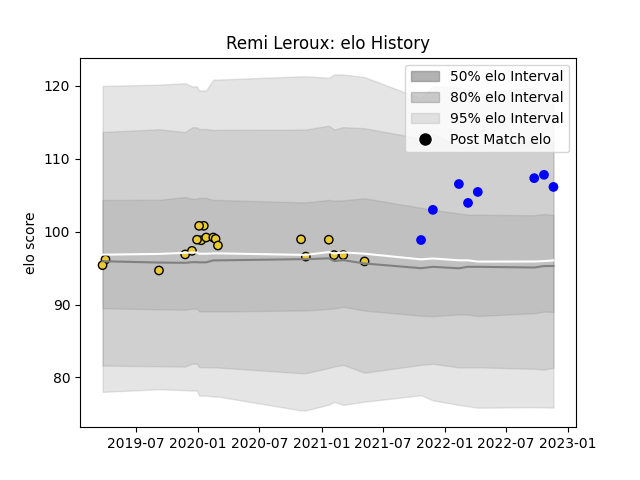 Remi Leroux: elo History
50% elo Interval
80% elo Interval
95% elo Interval
Post Match elo
elo score
120
110
100
90
80
2019-07 2020-01 2020-07 2021-01 2021-07 2022-01 2022-07 2023-01